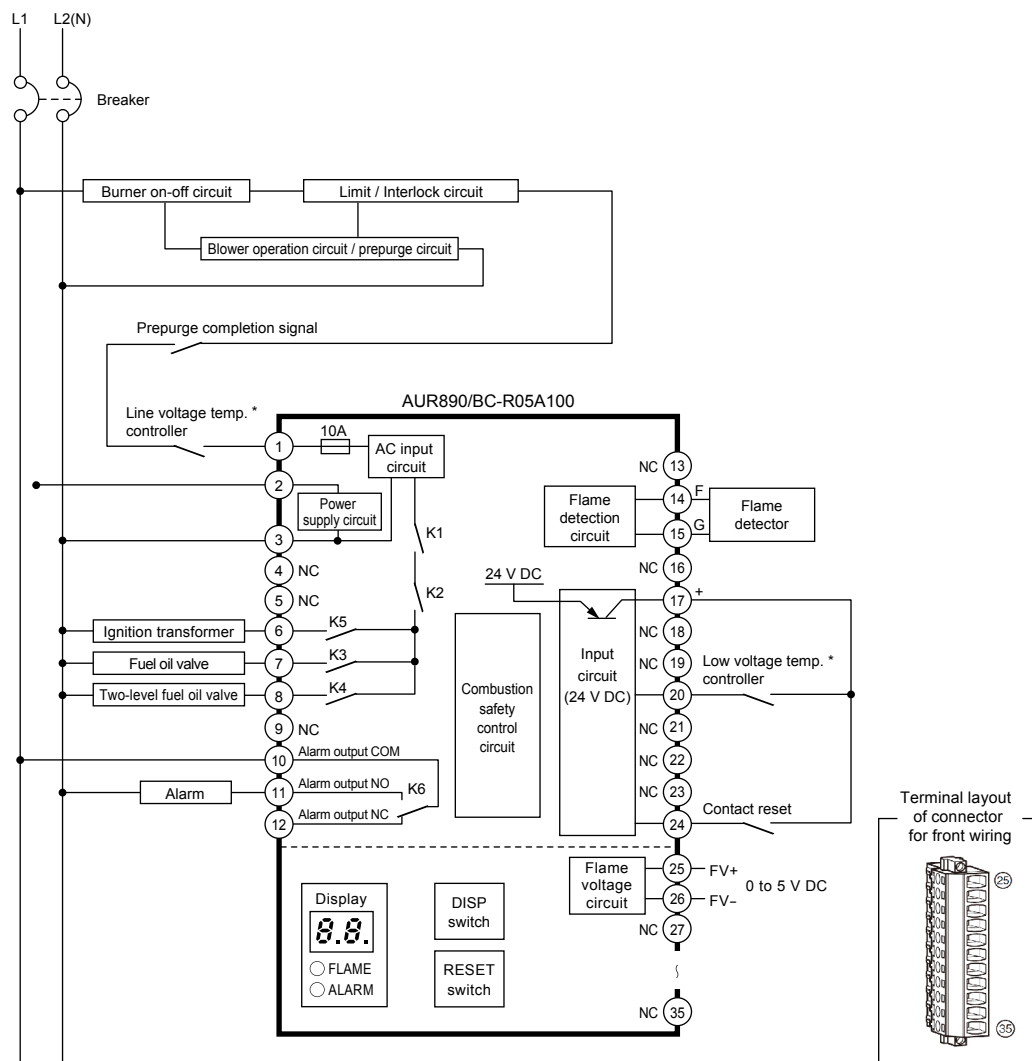 L1 L2(N)
Breaker
Burner on-off circuit
Limit / Interlock circuit
Blower operation circuit / prepurge circuit
Prepurge completion signal
Line voltage temp. *
controller
AUR890/BC-R05A100
1
10A
AC input
circuit
2
Power
supply circuit
3
K1
4 NC
K2
5 NC
Ignition transformer
6
K5
Fuel oil valve
7
K3
Two-level fuel oil valve
8
K4
9 NC
10 Alarm output COM
Alarm
11 Alarm output NO
K6
12 Alarm output NC
Combustion
safety
control
circuit
24 V DC
Input
circuit
(24 V DC)
NC 13
Flame
detection
circuit
14 F
15 G
Flame
detector
NC 16
17 +
NC 18
NC 19
Low voltage temp. *
controller
20
NC 21
NC 22
NC 23
24
Contact reset
Flame
voltage
circuit
25 FV+
26 FV−
0 to 5 V DC
NC 27
NC 35
Display
8.8.
FLAME
ALARM
DISP
switch
RESET
switch
Terminal layout
of connector
for front wiring
25
35